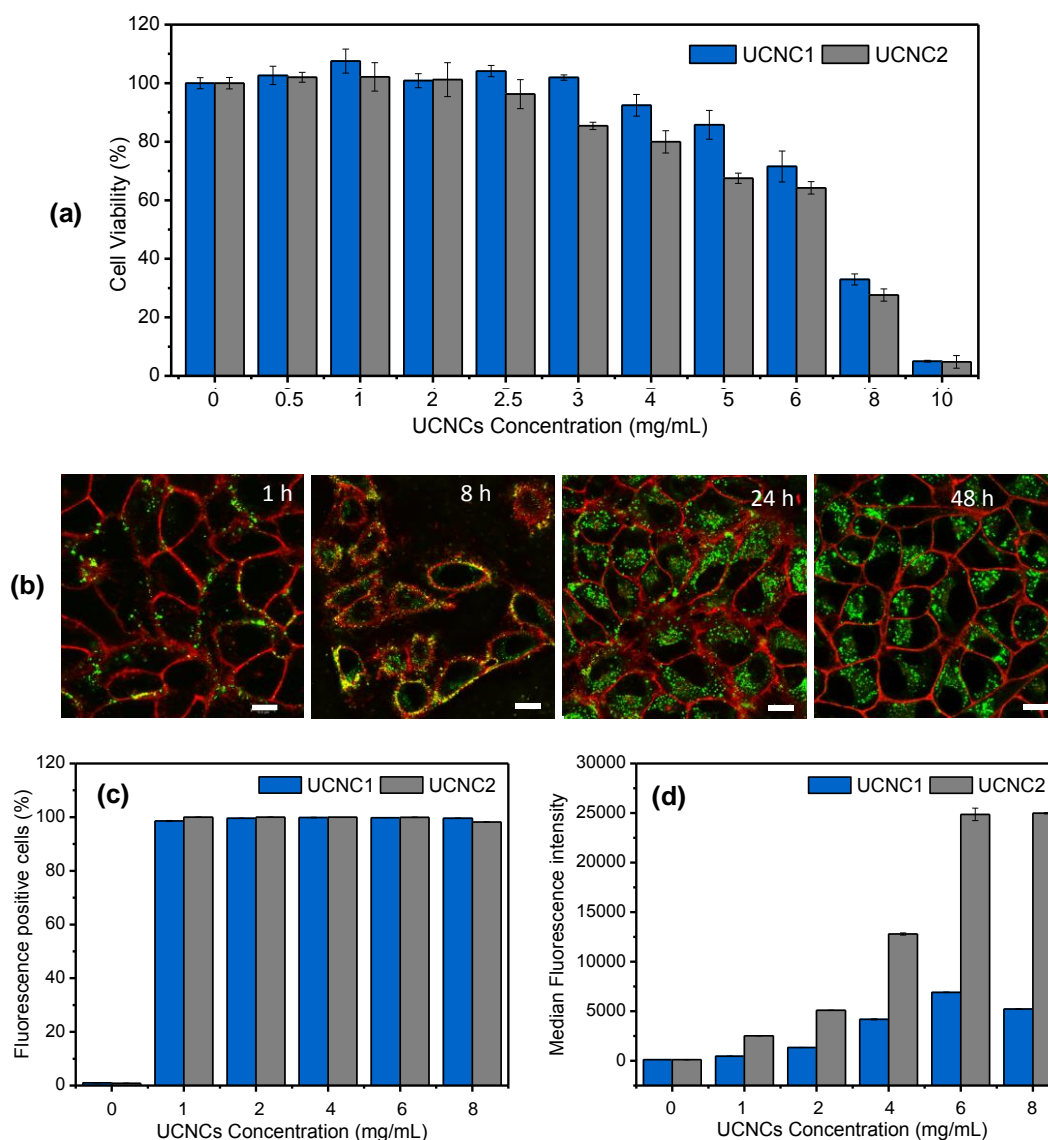 120
100
80
60
40
20
0
Cell Viability (%)
(a)
UCNC1 UCNC2
0 0.5 1 2 2.5 3 4 5 6 8 10
UCNCs Concentration (mg/mL)
(b)
1 h 8 h 24 h 48 h
120
100
80
60
40
20
0
Fluorescence positive cells (%)
(c)
UCNC1 UCNC2
0 1 2 4 6 8
UCNCs Concentration (mg/mL)
30000
25000
20000
15000
10000
5000
0
Median Fluorescence intensity
(d)
UCNC1 UCNC2
0 1 2 4 6 8
UCNCs Concentration (mg/mL)